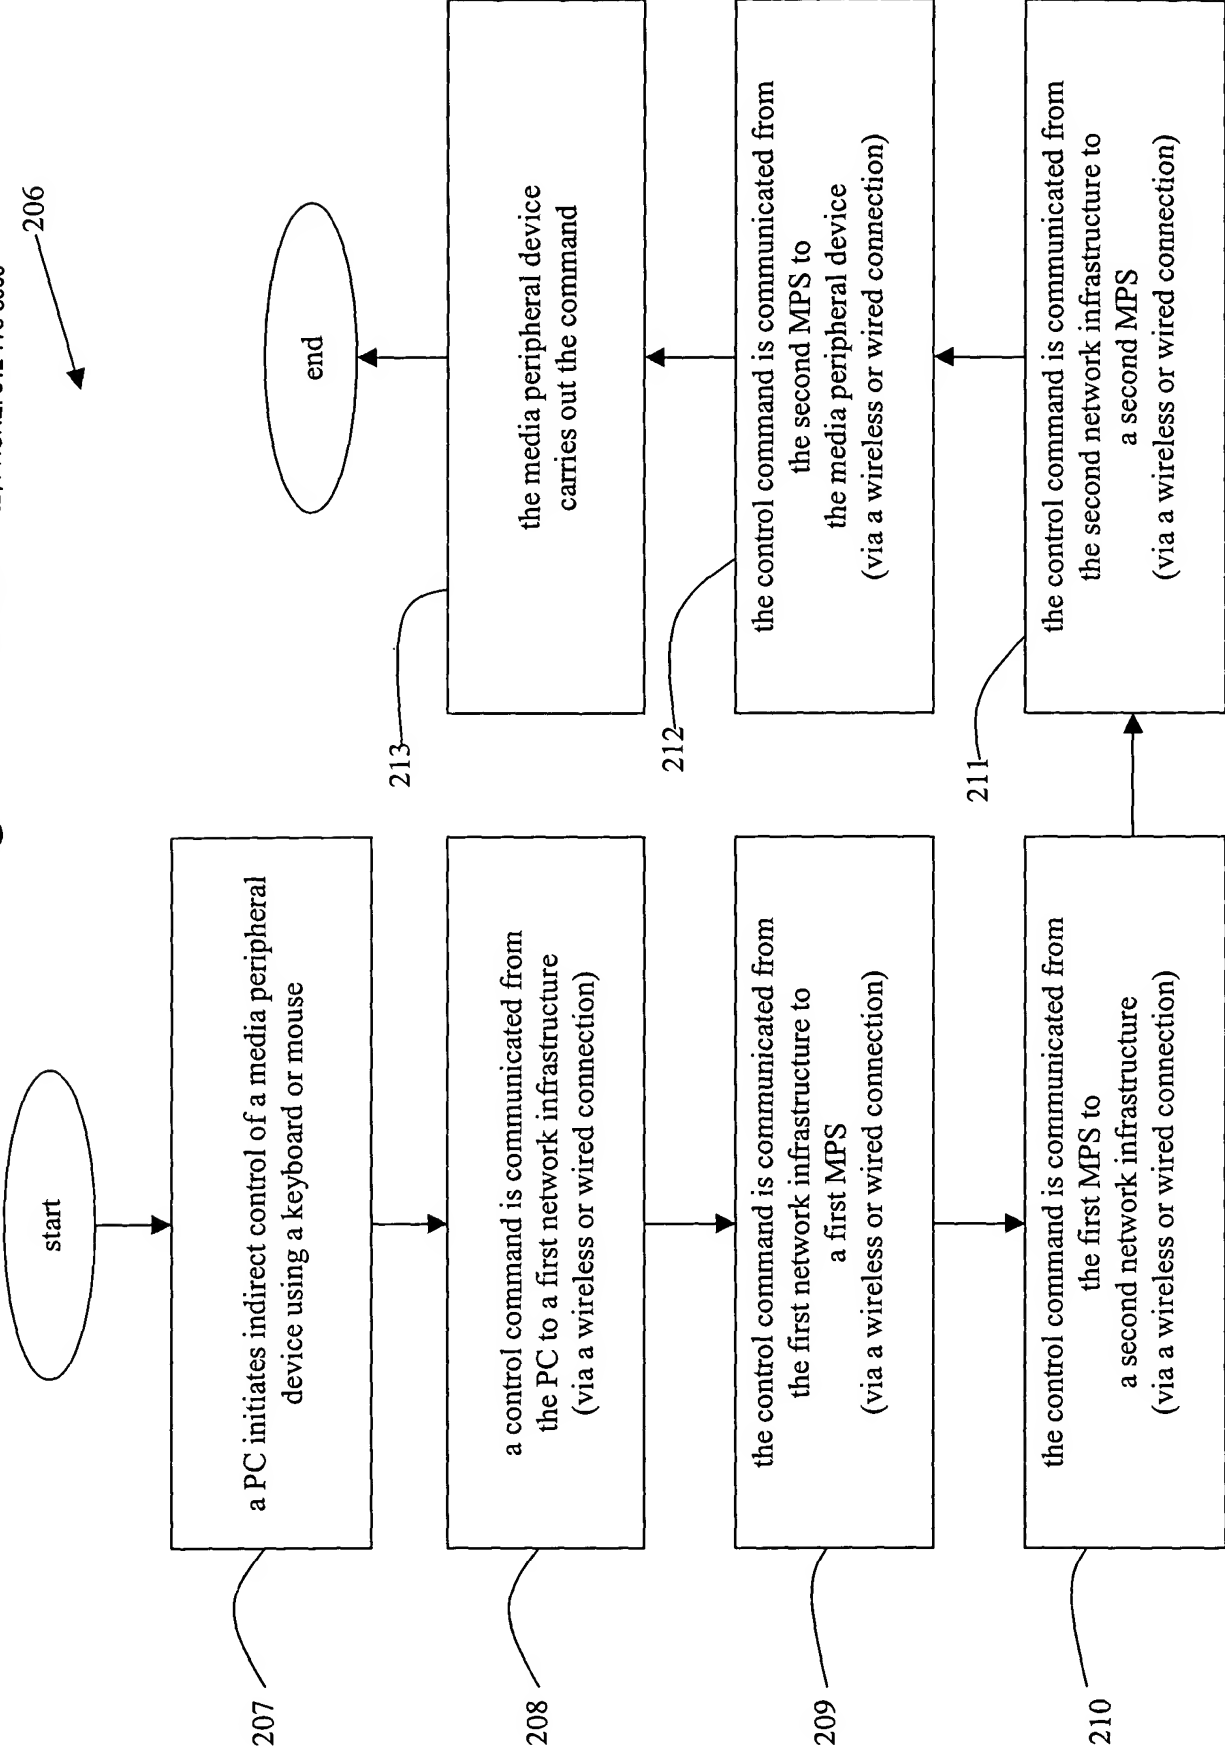 206
start
207
a PC initiates indirect control of a media peripheral
device using a keyboard or mouse
208
a control command is communicated from
the PC to a first network infrastructure
(via a wireless or wired connection)
209
the control command is communicated from
the first network infrastructure to
a first MPS
(via a wireless or wired connection)
210
the control command is communicated from
the first MPS to
a second network infrastructure
(via a wireless or wired connection)
211
the control command is communicated from
the second network infrastructure to
a second MPS
(via a wireless or wired connection)
212
the control command is communicated from
the second MPS to
the media peripheral device
(via a wireless or wired connection)
213
the media peripheral device
carries out the command
end